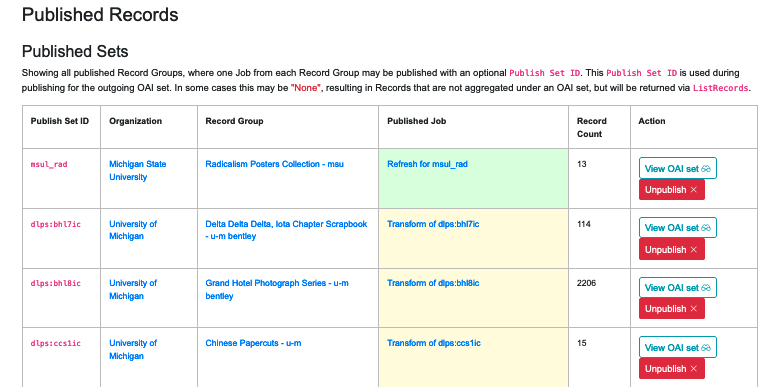 Published Records
Published Sets
Showing all published Record Groups, where one Job from each Record Group may be published with an optional Publish Set ID. This Publish Set ID is used during
publishing for the outgoing OAI set. In some cases this may be "None", resulting in Records that are not aggregated under an OAI set, but will be returned via ListRecords.
Publish Set ID Organization Record Group Published Job Record Count Action
msul_rad Michigan State University Radicalism Posters Collection - msu Refresh for msul_rad 13 View OAI set
Unpublish ×
dlps:bhl7ic University of Michigan Delta Delta Delta, Iota Chapter Scrapbook - u-m bentley Transform of dlps:bhl7ic 114 View OAI set
Unpublish ×
dlps:bhl8ic University of Michigan Grand Hotel Photograph Series - u-m bentley Transform of dlps:bhl8ic 2206 View OAI set
Unpublish ×
dlps:ccs1ic University of Michigan Chinese Papercuts - u-m Transform of dlps:ccs1ic 15 View OAI set
Unpublish ×